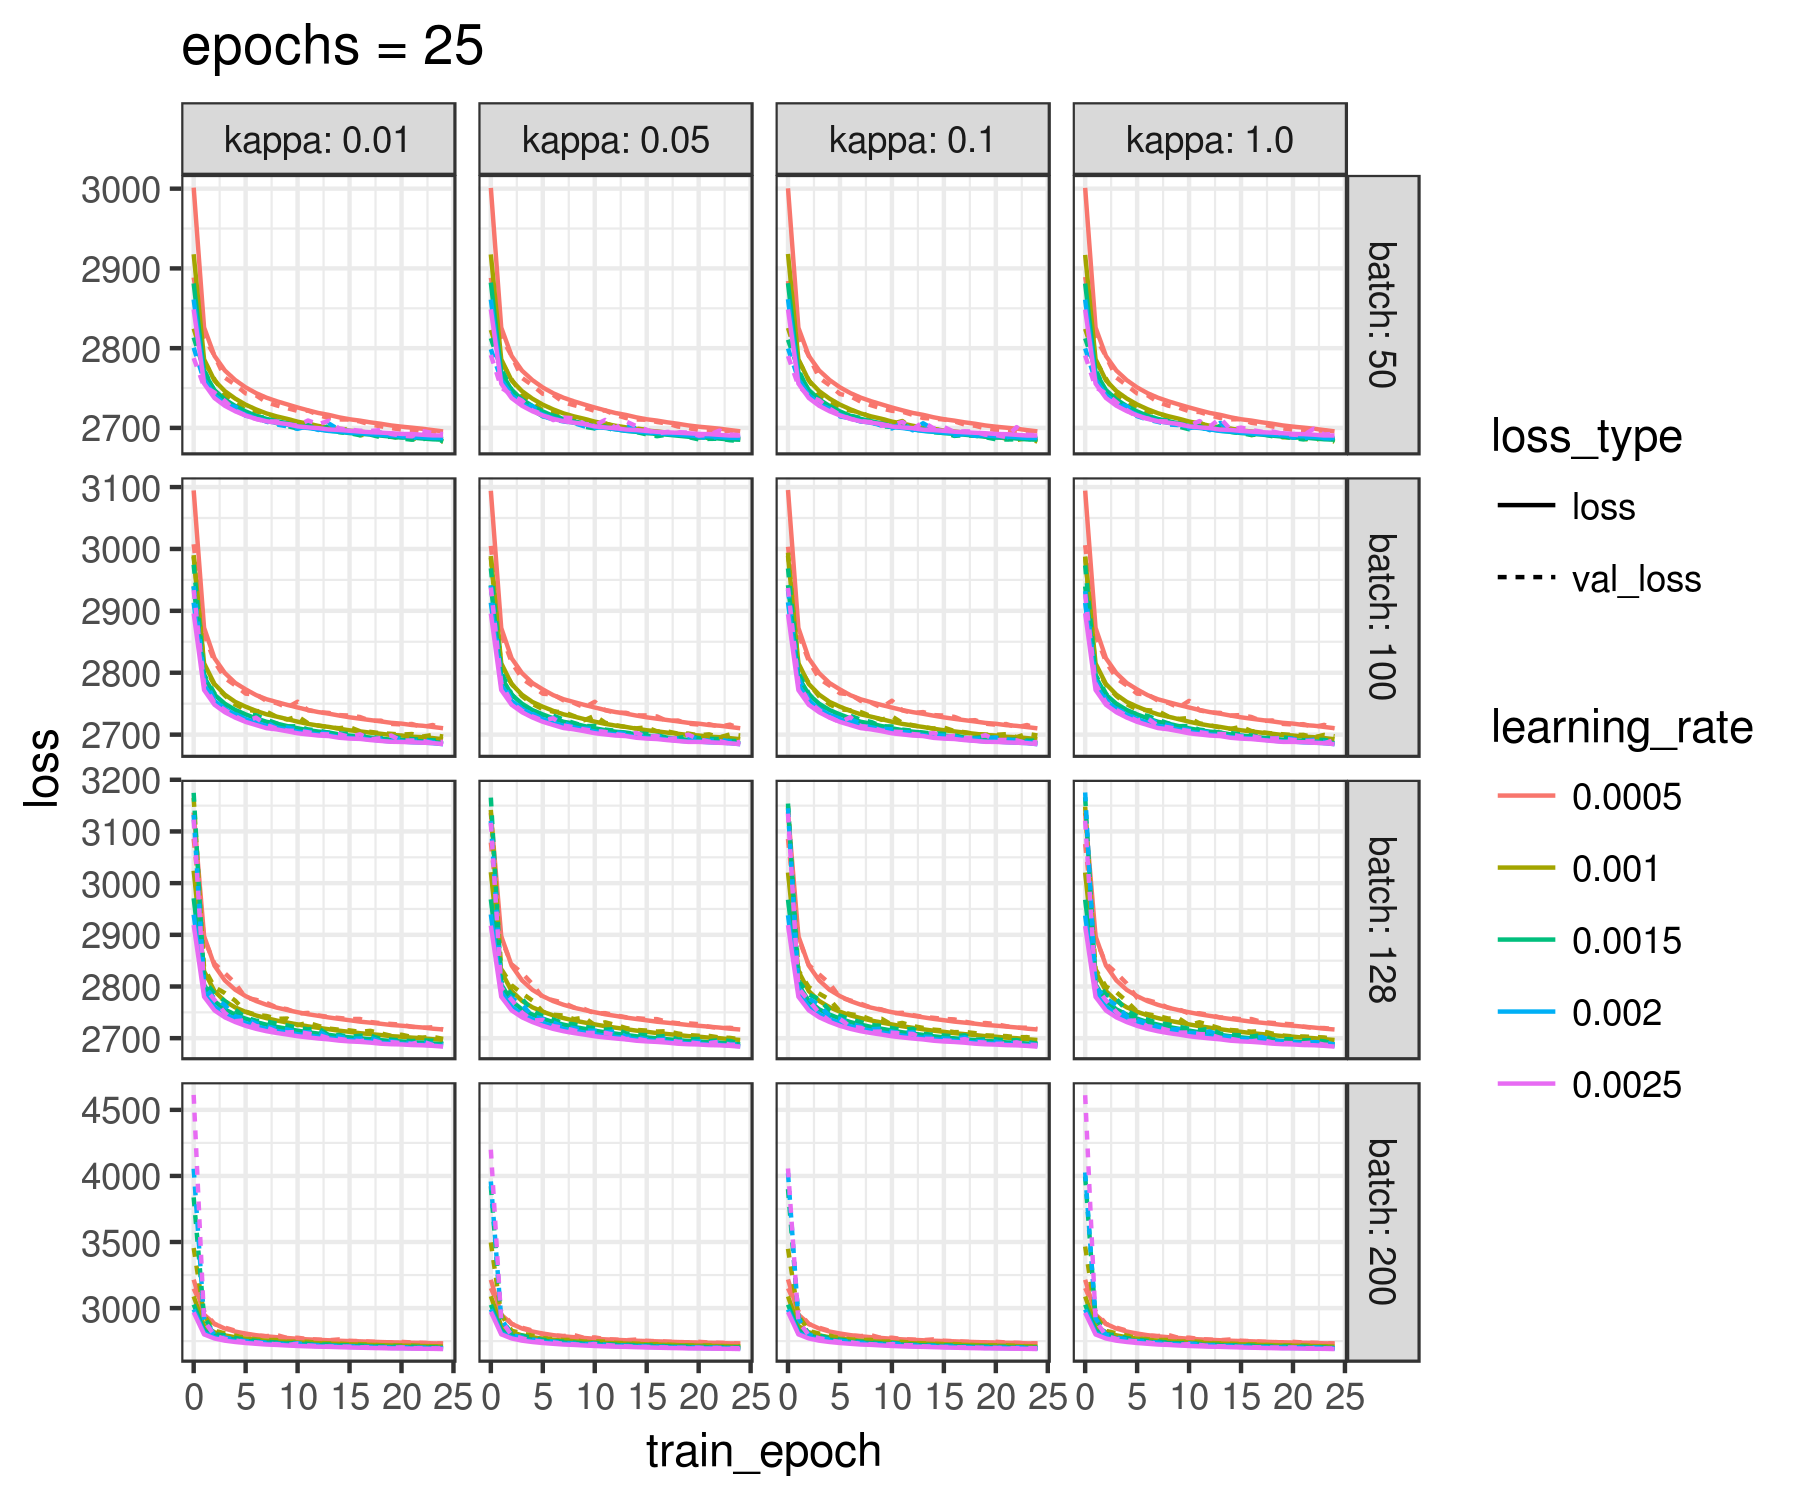 epochs = 25
kappa: 0.01 kappa: 0.05 kappa: 0.1 kappa: 1.0
3000
2900
2800
2700
batch: 50
3100
3000
2900
2800
2700
batch: 100
3200
3100
3000
2900
2800
2700
batch: 128
4500
4000
3500
3000
batch: 200
0 5 10 15 20 25 0 5 10 15 20 25 0 5 10 15 20 25 0 5 10 15 20 25
train_epoch
loss
loss_type
loss
val_loss
learning_rate
0.0005
0.001
0.0015
0.002
0.0025